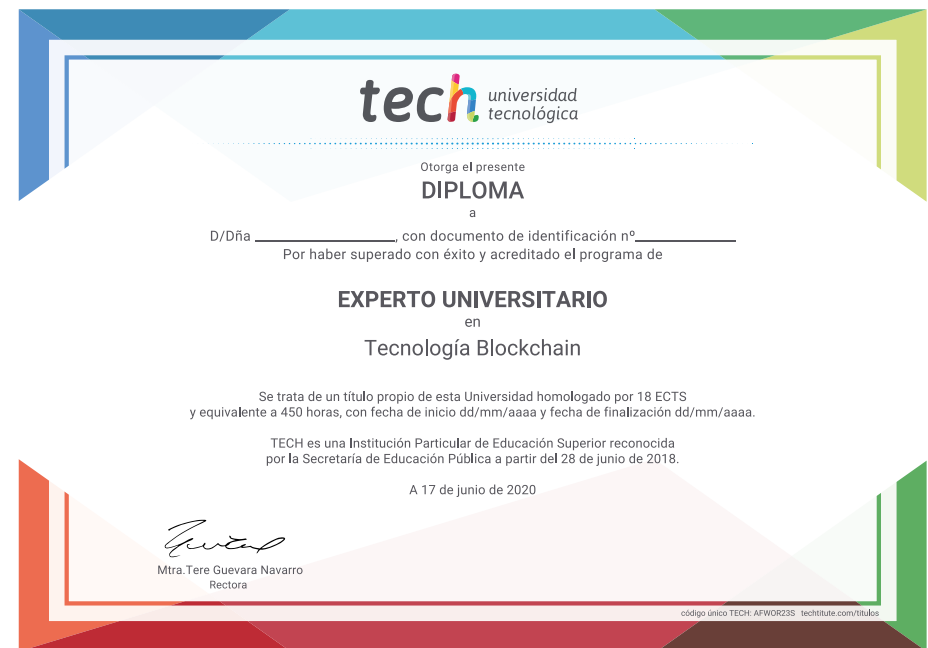 tech universidad
tecnológica
Otorga el presente
DIPLOMA
a
D/Dña ____________, con documento de identificación nº____________
Por haber superado con éxito y acreditado el programa de
EXPERTO UNIVERSITARIO
en
Tecnología Blockchain
Se trata de un título propio de esta Universidad homologado por 18 ECTS
y equivalente a 450 horas, con fecha de inicio dd/mm/aaaa y fecha de finalización dd/mm/aaaa.
TECH es una Institución Particular de Educación Superior reconocida
por la Secretaría de Educación Pública a partir del 28 de junio de 2018.
A 17 de junio de 2020
Mtra.Tere Guevara Navarro
Rectora
código único TECH: AFWOR23S techtitute.com/titulos